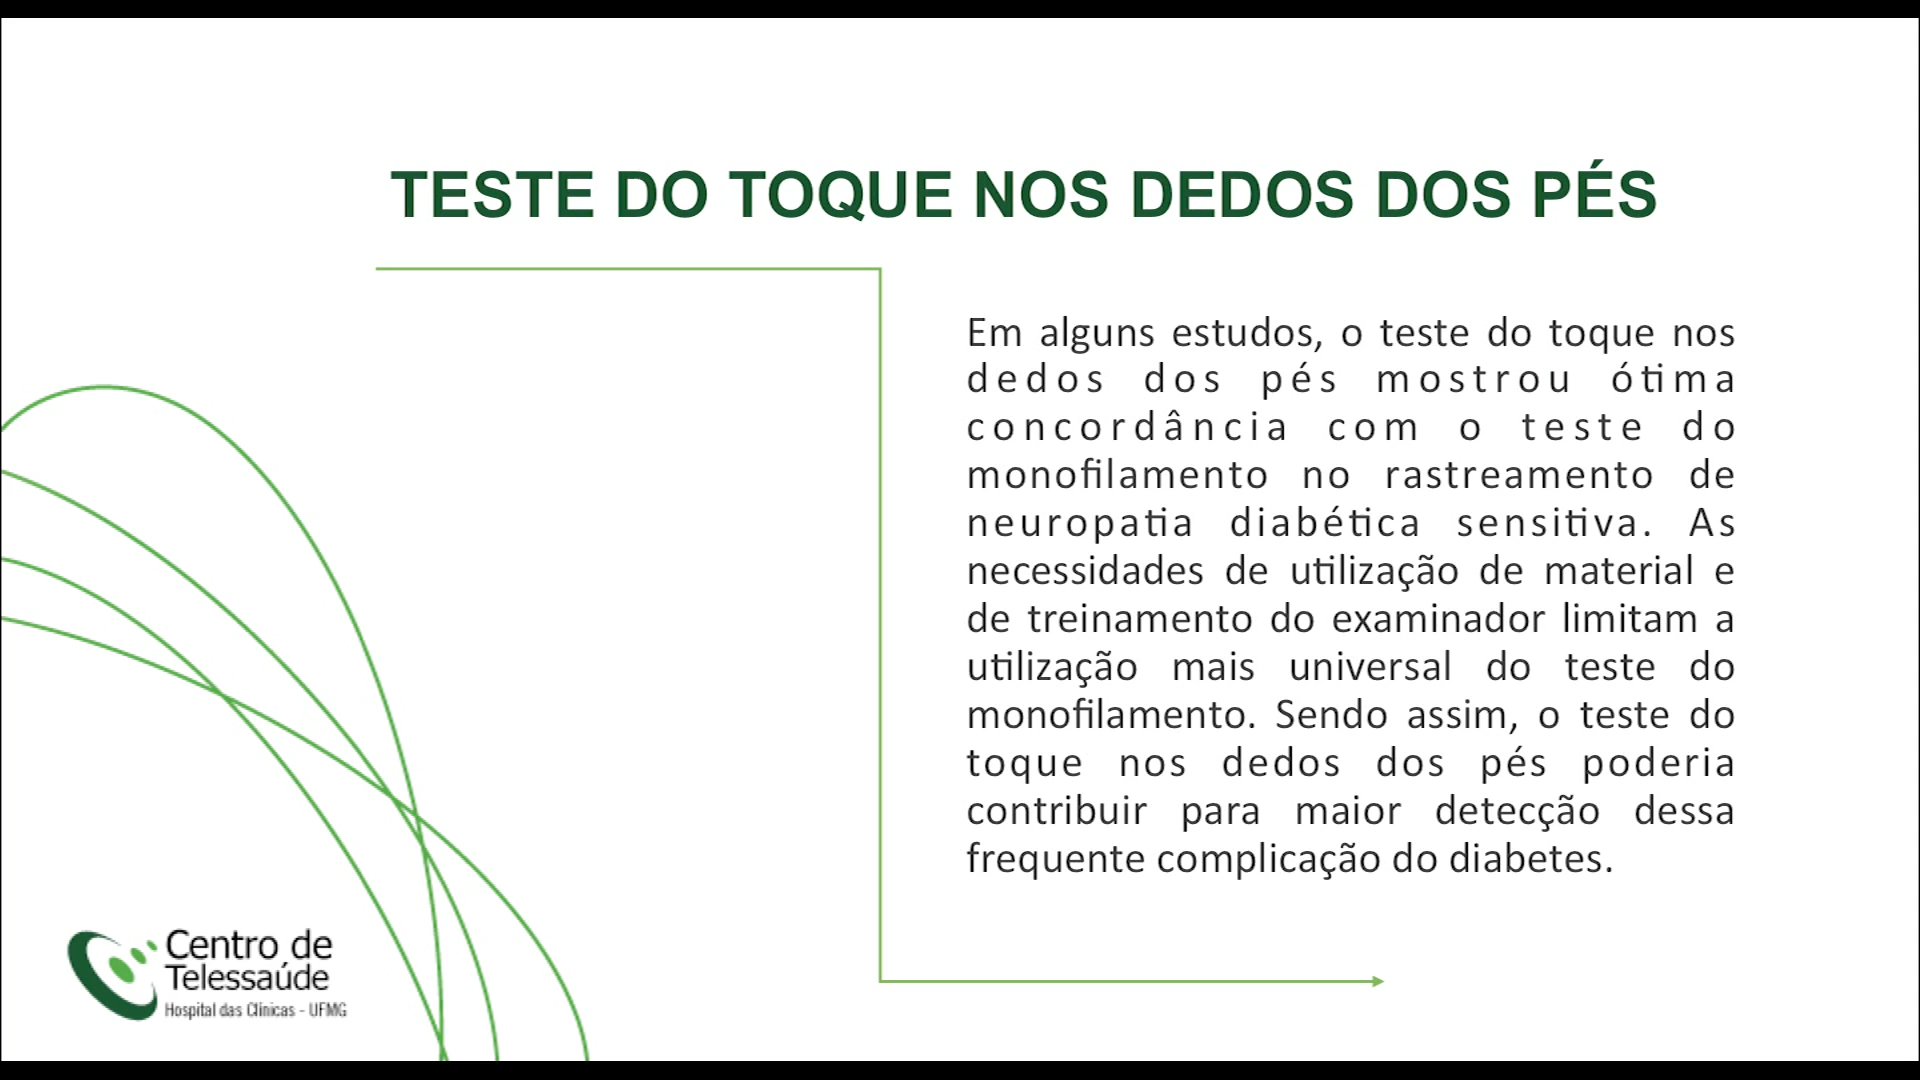 TESTE DO TOQUE NOS DEDOS DOS PÉS
Em alguns estudos, o teste do toque nos
dedos dos pés mostrou ótima
concordância com o teste do
monofilamento no rastreamento de
neuropatia diabética sensitiva. As
necessidades de utilização de material e
de treinamento do examinador limitam a
utilização mais universal do teste do
monofilamento. Sendo assim, o teste do
toque nos dedos dos pés poderia
contribuir para maior detecção dessa
frequente complicação do diabetes.
Centro de
Telessaúde
Hospital das Clínicas - UFMG